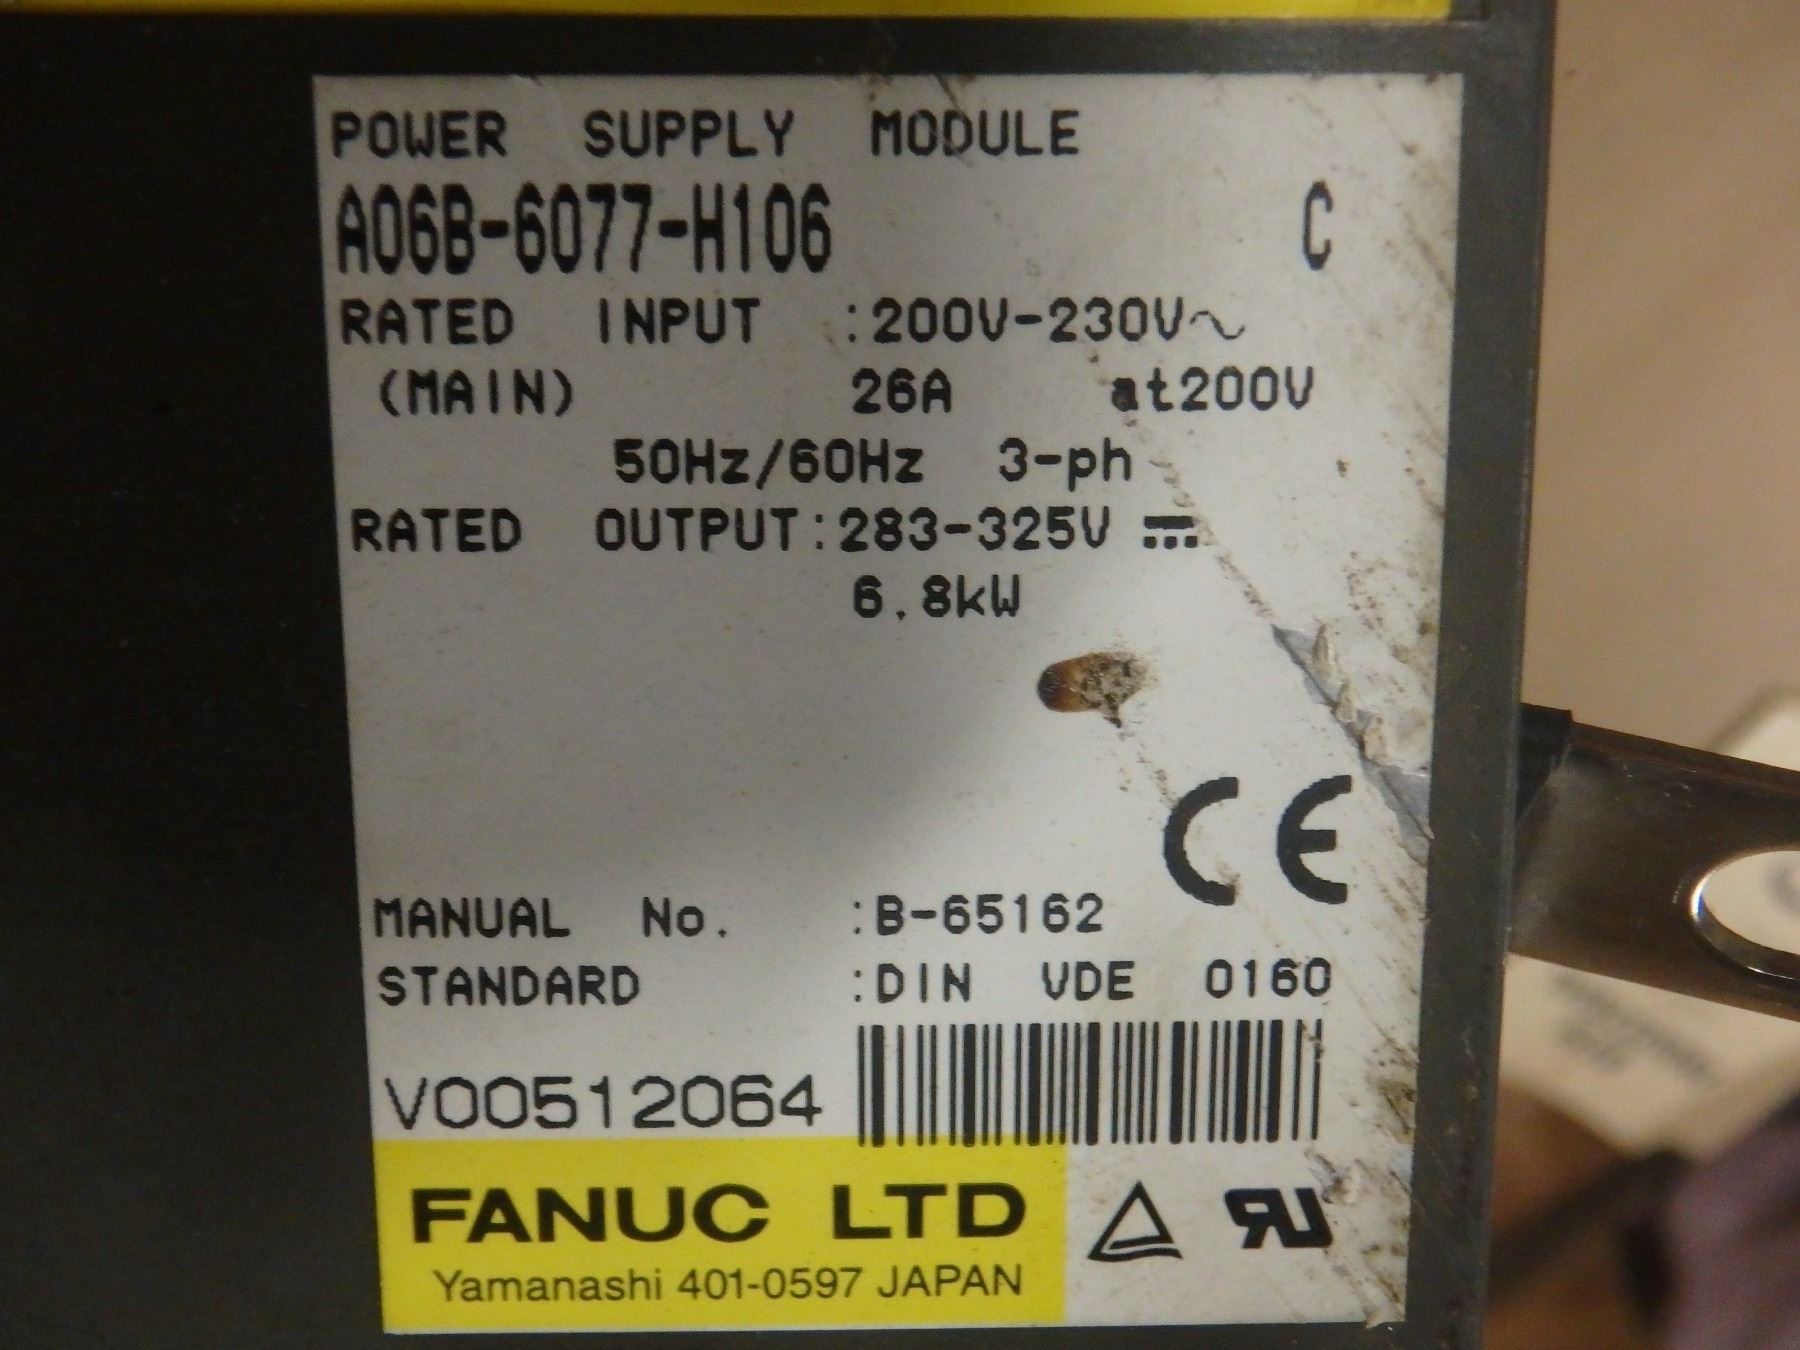 POWER SUPPLY MODULE
A06B-6077-H106 C
RATED INPUT :200V-230V～
(MAIN) 26A at200V
50Hz/60Hz 3-ph
RATED OUTPUT:283-325V ⎓
6.8kW
CE
MANUAL No. :B-65162
STANDARD :DIN VDE 0160
V00512064
FANUC LTD
Yamanashi 401-0597 JAPAN